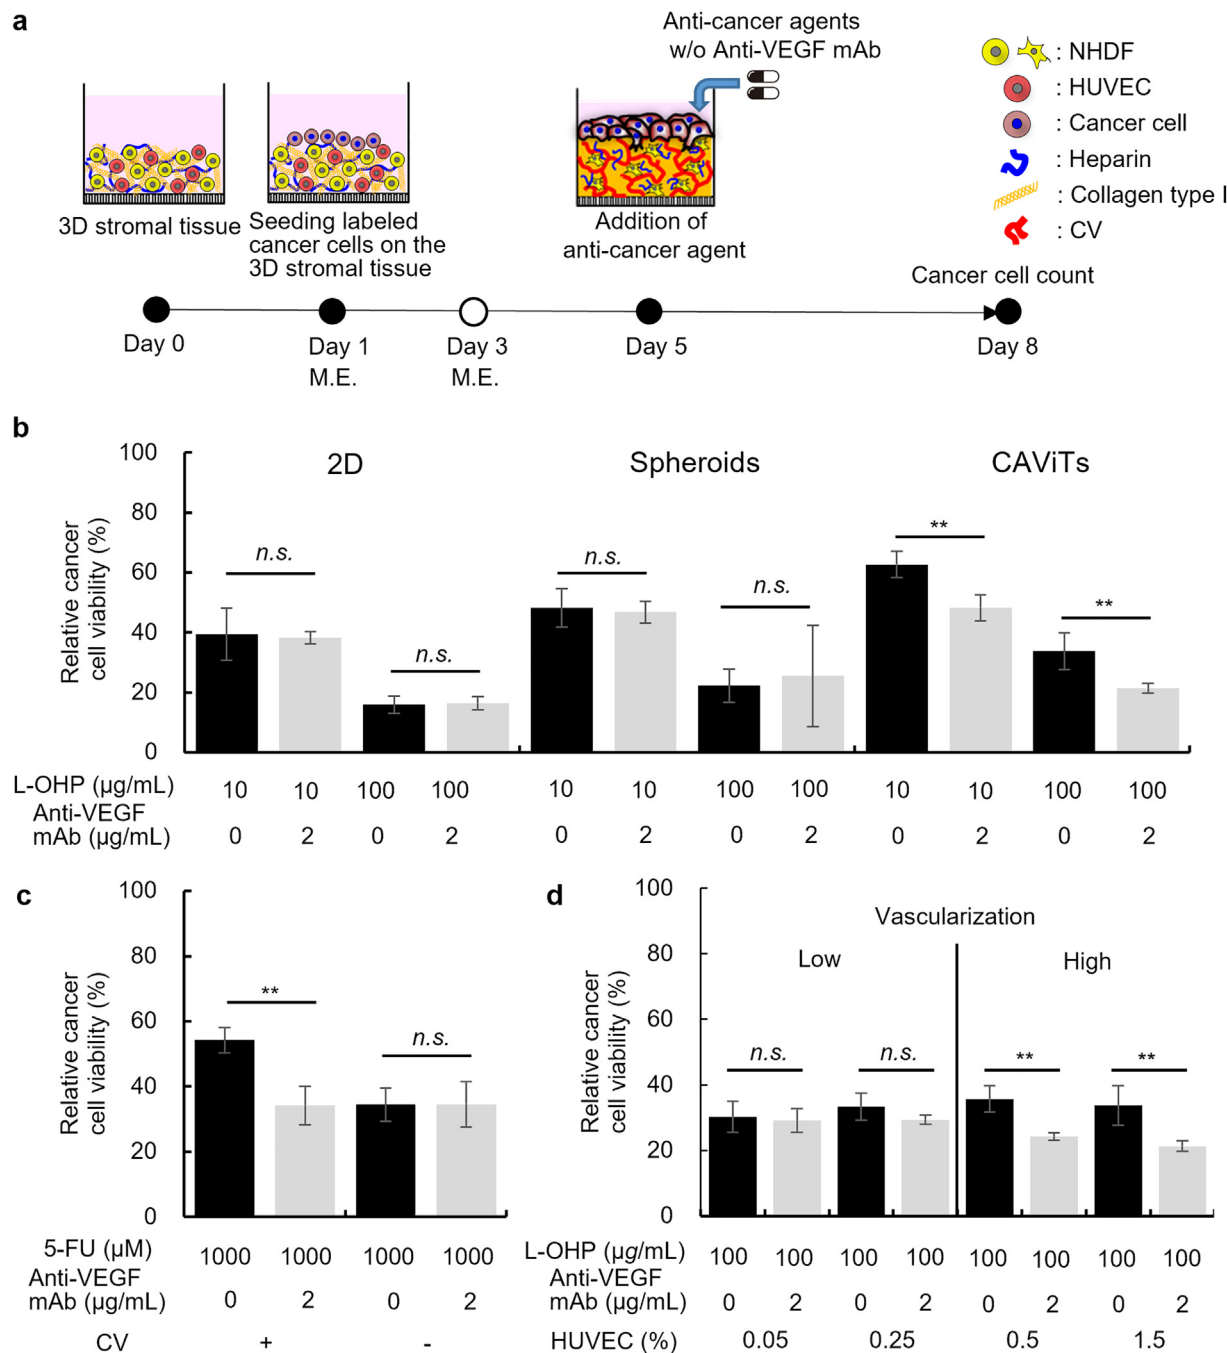 a
Anti-cancer agents
w/o Anti-VEGF mAb
: NHDF
: HUVEC
: Cancer cell
: Heparin
: Collagen type I
: CV
3D stromal tissue
Seeding labeled
cancer cells on the
3D stromal tissue
Addition of
anti-cancer agent
Cancer cell count
Day 0
Day 1
M.E.
Day 3
M.E.
Day 5
Day 8
b
Relative cancer
cell viability (%)
100
80
60
40
20
0
2D
Spheroids
CAViTs
n.s.
n.s.
n.s.
n.s.
**
**
L-OHP (µg/mL) 10 10 100 100 10 10 100 100 10 10 100 100
Anti-VEGF
mAb (µg/mL) 0 2 0 2 0 2 0 2 0 2 0 2
c
Relative cancer
cell viability (%)
100
80
60
40
20
0
**
n.s.
5-FU (µM) 1000 1000 1000 1000
Anti-VEGF
mAb (µg/mL) 0 2 0 2
CV + -
d
Relative cancer
cell viability (%)
100
80
60
40
20
0
Vascularization
Low
High
n.s.
n.s.
**
**
L-OHP (µg/mL) 100 100 100 100 100 100 100 100
Anti-VEGF
mAb (µg/mL) 0 2 0 2 0 2 0 2
HUVEC (%) 0.05 0.25 0.5 1.5